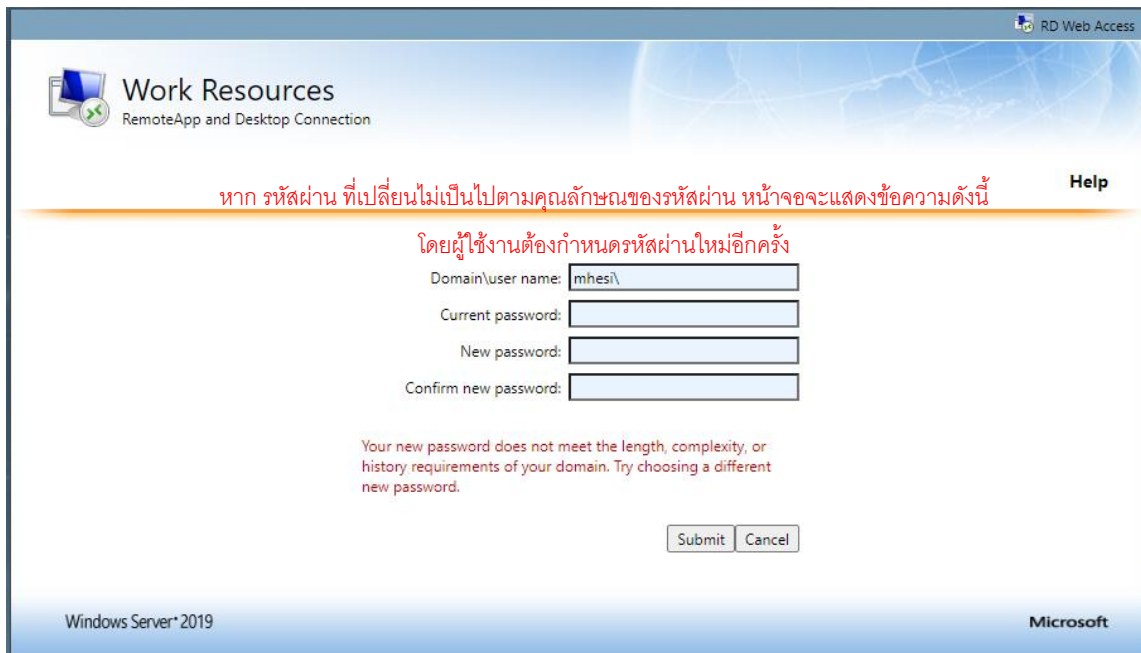 RD Web Access
Work Resources
RemoteApp and Desktop Connection
Help
หาก รหัสผ่าน ที่เปลี่ยนไม่เป็นไปตามคุณลักษณของรหัสผ่าน หน้าจอจะแสดงข้อความดังนี้
โดยผู้ใช้งานต้องกำหนดรหัสผ่านใหม่อีกครั้ง
Domain\user name: mhesi\
Current password:
New password:
Confirm new password:
Your new password does not meet the length, complexity, or
history requirements of your domain. Try choosing a different
new password.
Submit Cancel
Windows Server 2019 Microsoft